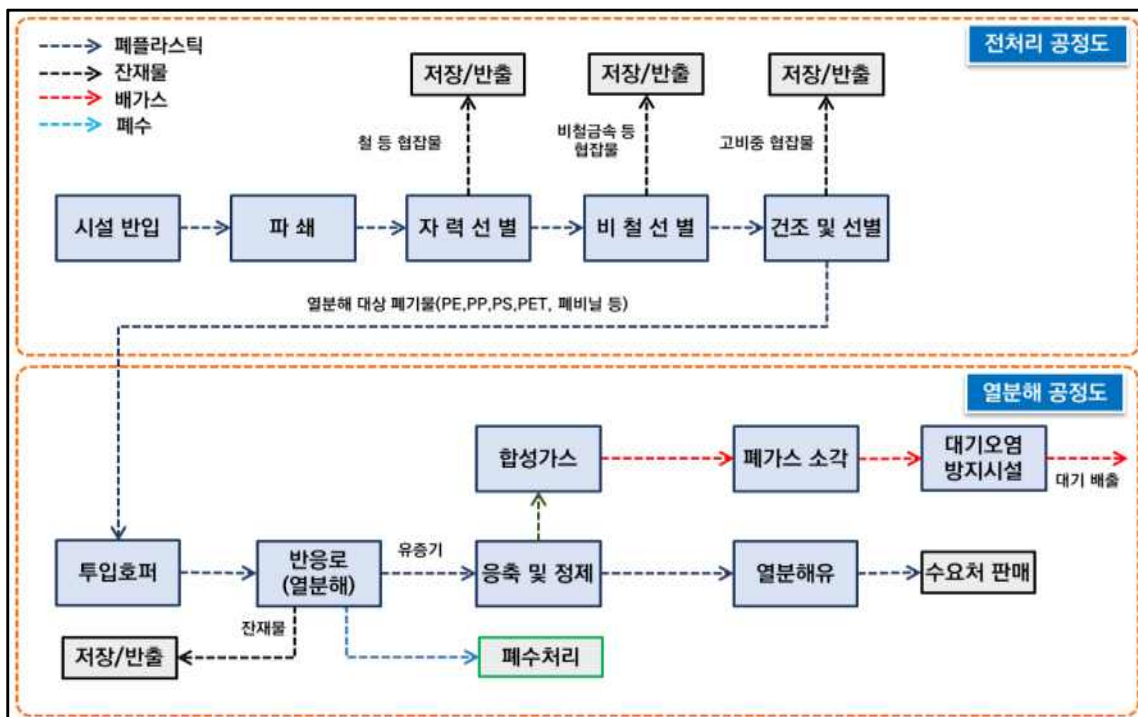 폐플라스틱
잔재물
배가스
폐수
전처리 공정도
저장/반출
저장/반출
저장/반출
철 등 협잡물
비철금속 등
협잡물
고비중 협잡물
시설 반입
파 쇄
자 력 선 별
비 철 선 별
건조 및 선별
열분해 대상 폐기물(PE,PP,PS,PET, 폐비닐 등)
열분해 공정도
합성가스
폐가스 소각
대기오염
방지시설
대기 배출
투입호퍼
반응로
(열분해)
유증기
응축 및 정제
열분해유
수요처 판매
잔재물
저장/반출
폐수처리